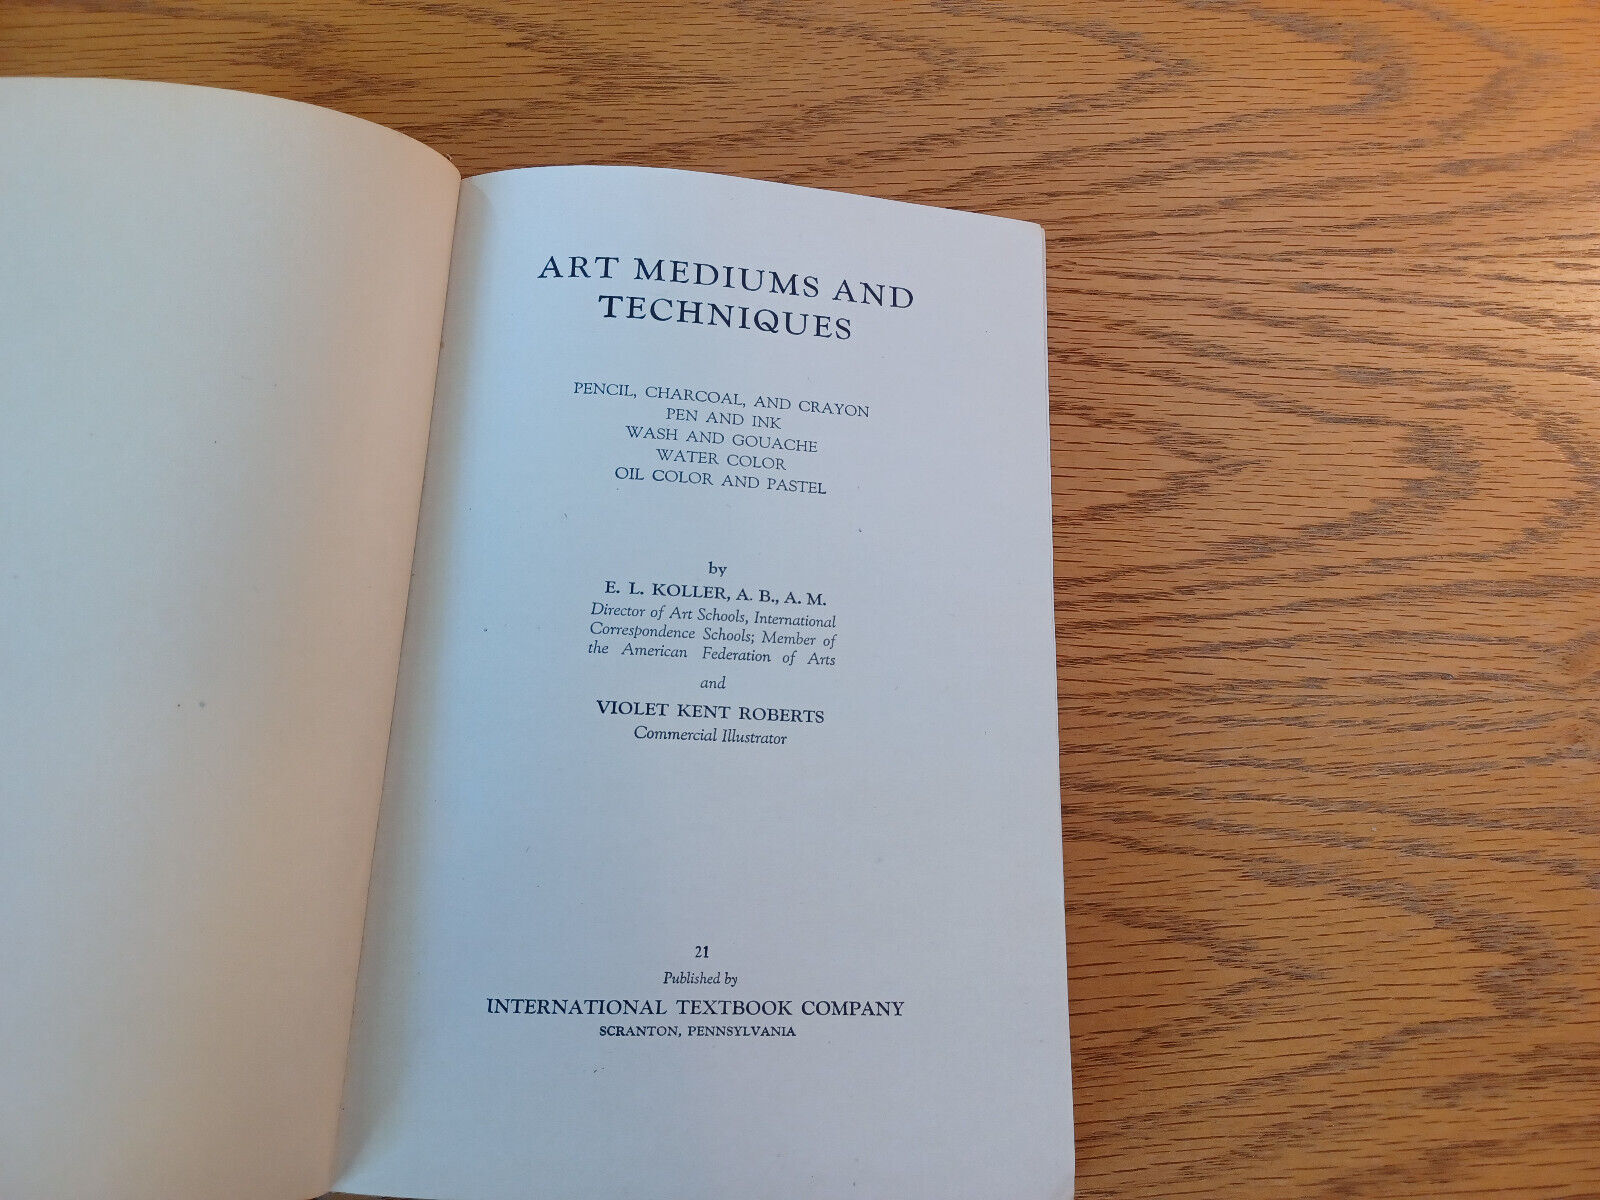 ART MEDIUMS AND
TECHNIQUES
PENCIL, CHARCOAL, AND CRAYON
PEN AND INK
WASH AND GOUACHE
WATER COLOR
OIL COLOR AND PASTEL
by
E. L. KOLLER, A. B., A. M.
Director of Art Schools, International
Correspondence Schools; Member of
the American Federation of Arts
and
VIOLET KENT ROBERTS
Commercial Illustrator
21
Published by
INTERNATIONAL TEXTBOOK COMPANY
SCRANTON, PENNSYLVANIA